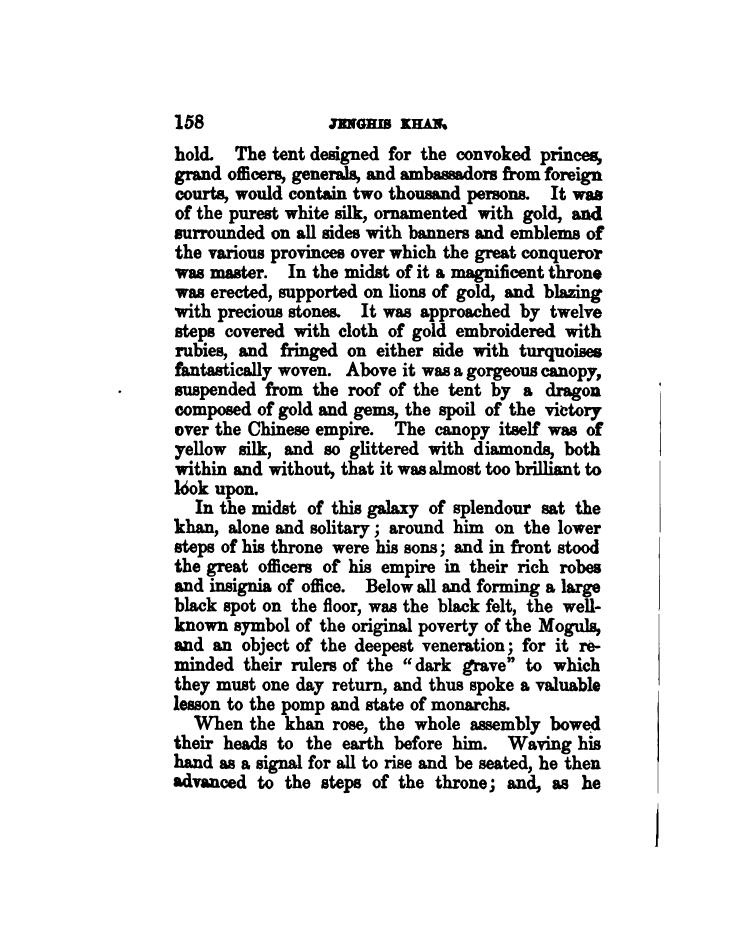 158 JENGHIS KHAN.
hold. The tent designed for the convoked princes,
grand officers, generals, and ambassadors from foreign
courts, would contain two thousand persons. It was
of the purest white silk, ornamented with gold, and
surrounded on all sides with banners and emblems of
the various provinces over which the great conqueror
was master. In the midst of it a magnificent throne
was erected, supported on lions of gold, and blazing
with precious stones. It was approached by twelve
steps covered with cloth of gold embroidered with
rubies, and fringed on either side with turquoises
fantastically woven. Above it was a gorgeous canopy,
suspended from the roof of the tent by a dragon
composed of gold and gems, the spoil of the victory
over the Chinese empire. The canopy itself was of
yellow silk, and so glittered with diamonds, both
within and without, that it was almost too brilliant to
look upon.
In the midst of this galaxy of splendour sat the
khan, alone and solitary; around him on the lower
steps of his throne were his sons; and in front stood
the great officers of his empire in their rich robes
and insignia of office. Below all and forming a large
black spot on the floor, was the black felt, the well-
known symbol of the original poverty of the Moguls,
and an object of the deepest veneration; for it re-
minded their rulers of the "dark grave" to which
they must one day return, and thus spoke a valuable
lesson to the pomp and state of monarchs.
When the khan rose, the whole assembly bowed
their heads to the earth before him. Waving his
hand as a signal for all to rise and be seated, he then
advanced to the steps of the throne; and, as he